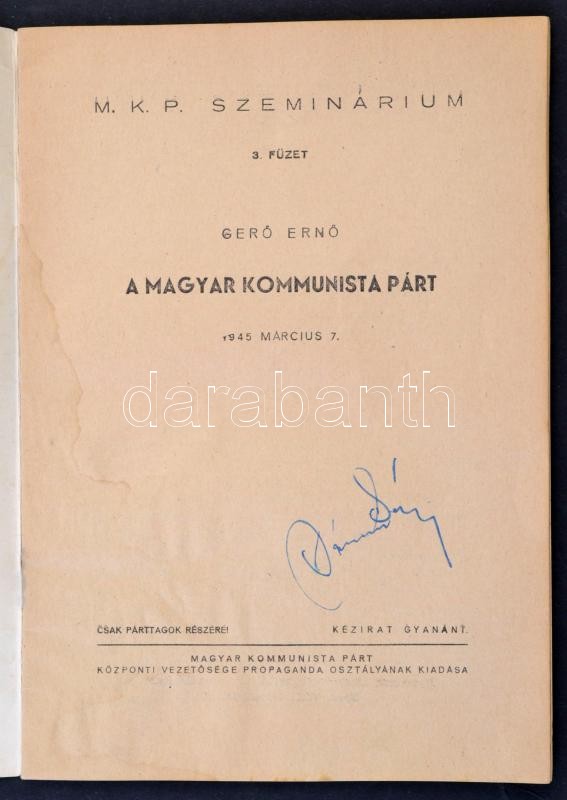 M. K. P. SZEMINÁRIUM
3. FÜZET
GERŐ ERNŐ
A MAGYAR KOMMUNISTA PÁRT
1945 MÁRCIUS 7.
darabanth
CSAK PÁRTTAGOK RÉSZÉRE!
KÉZIRAT GYANÁNT.
MAGYAR KOMMUNISTA PÁRT
KÖZPONTI VEZETŐSÉGE PROPAGANDA OSZTÁLYÁNAK KIADÁSA